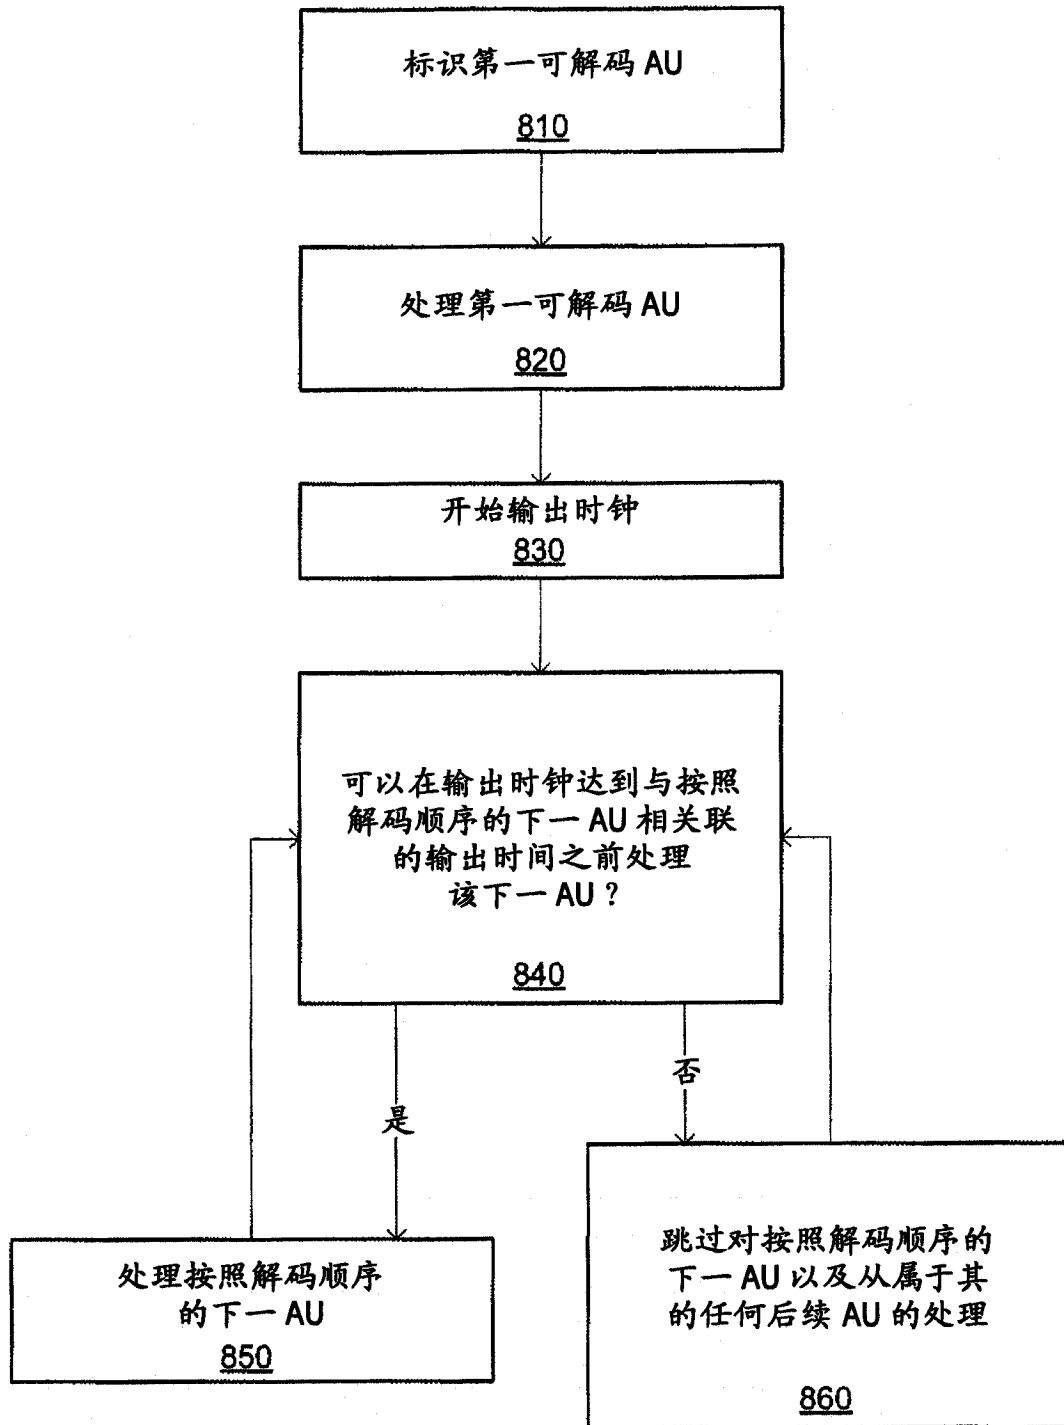 标识第一可解码 AU
810
处理第一可解码 AU
820
开始输出时钟
830
可以在输出时钟达到与按照
解码顺序的下一 AU 相关联
的输出时间之前处理
该下一 AU？
840
否
是
处理按照解码顺序
的下一 AU
850
跳过对按照解码顺序的
下一 AU 以及从属于其
的任何后续 AU 的处理
860